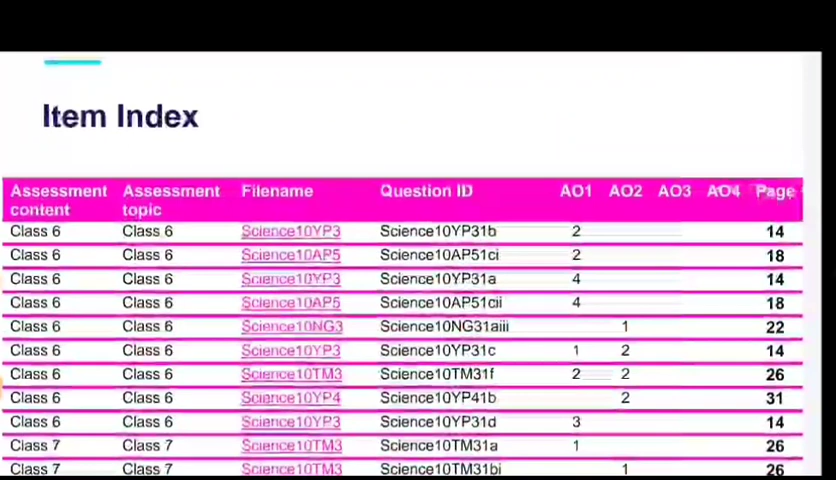 Item Index
Assessment content Assessment topic Filename Question ID AO1 AO2 AO3 AO4 Page
Class 6 Class 6 Science10YP3 Science10YP31b 2 14
Class 6 Class 6 Science10AP5 Science10AP51ci 2 18
Class 6 Class 6 Science10YP3 Science10YP31a 4 14
Class 6 Class 6 Science10AP5 Science10AP51cii 4 18
Class 6 Class 6 Science10NG3 Science10NG31aiii 1 22
Class 6 Class 6 Science10YP3 Science10YP31c 1 2 14
Class 6 Class 6 Science10TM3 Science10TM31f 2 2 26
Class 6 Class 6 Science10YP4 Science10YP41b 2 31
Class 6 Class 6 Science10YP3 Science10YP31d 3 14
Class 7 Class 7 Science10TM3 Science10TM31a 1 26
Class 7 Class 7 Science10TM3 Science10TM31bi 1 26